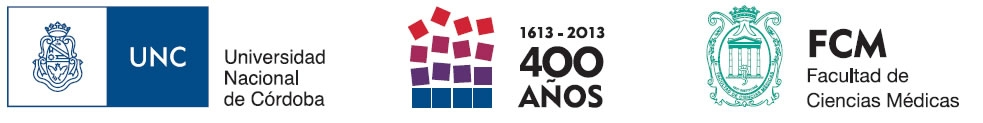 UNC
Universidad
Nacional
de Córdoba
1613 - 2013
400
AÑOS
FCM
Facultad de
Ciencias Médicas